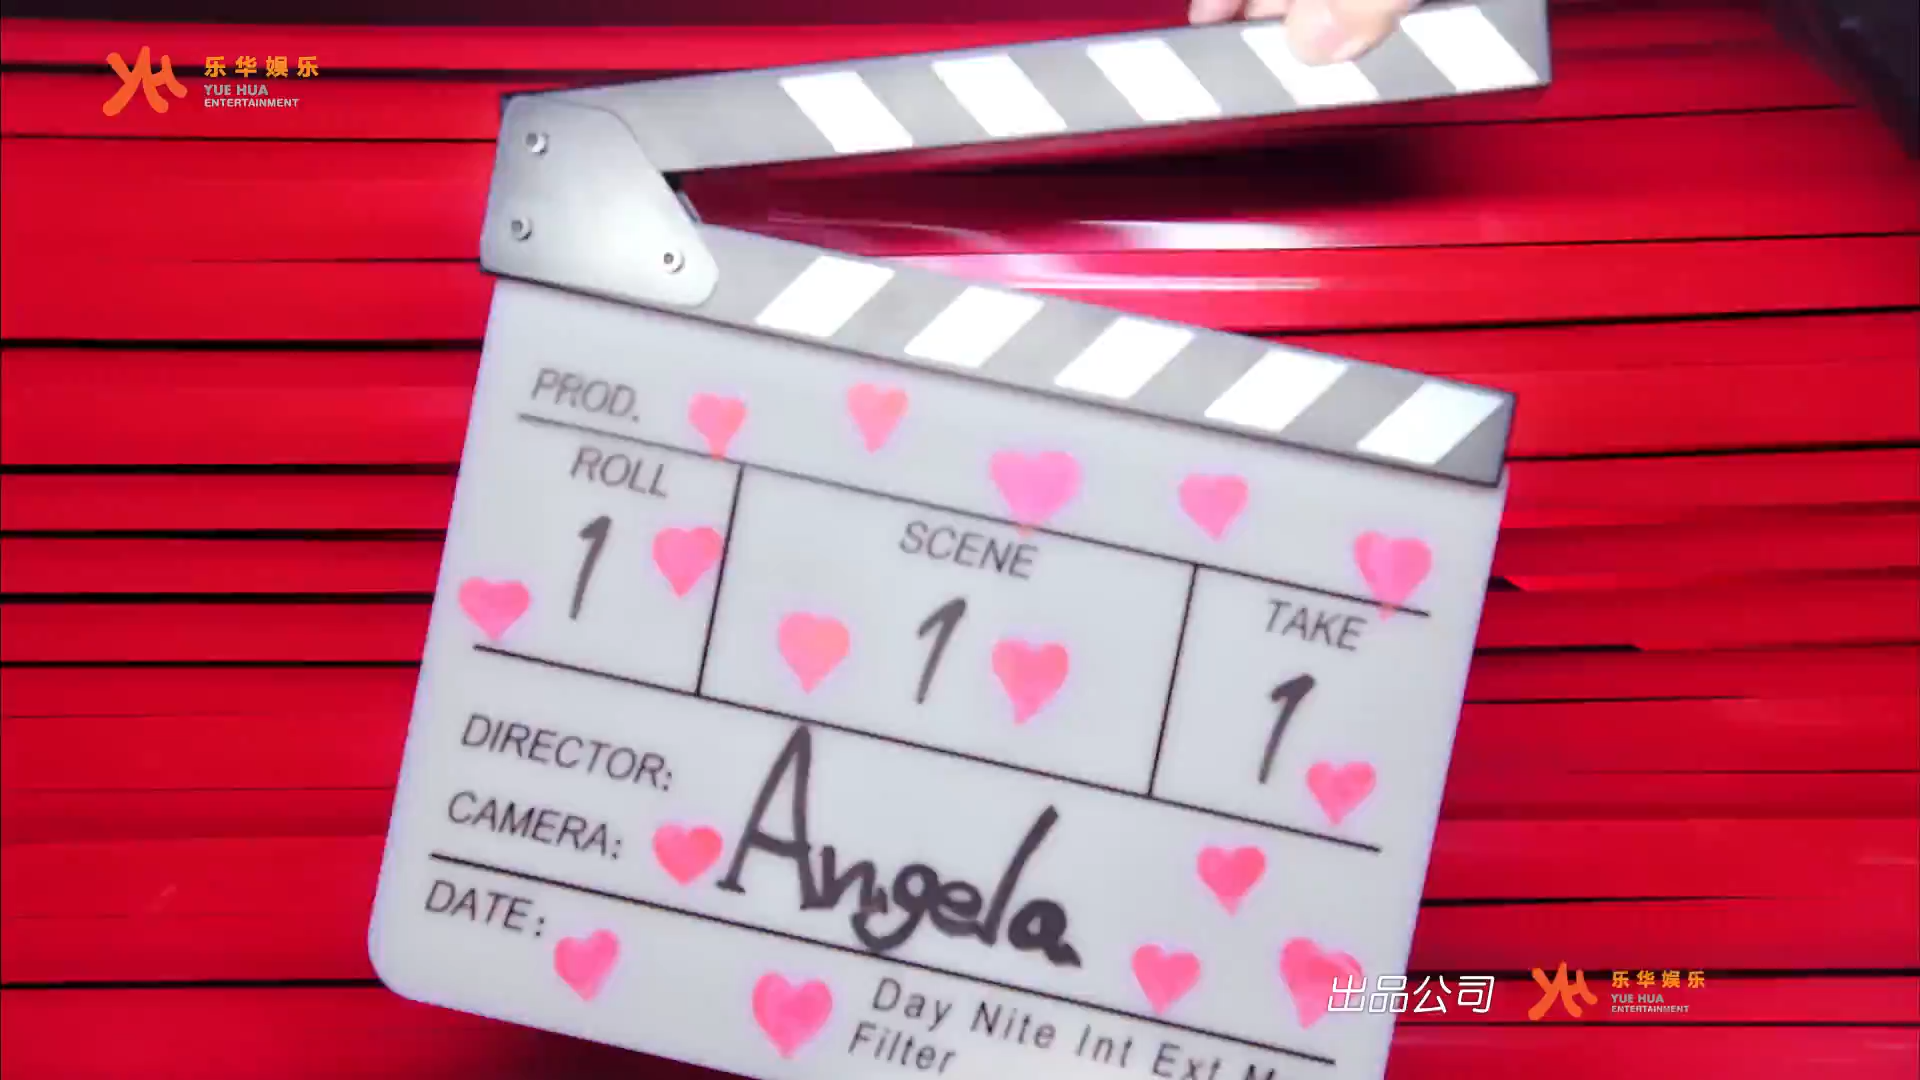 乐华娱乐
YUE HUA
ENTERTAINMENT
PROD.
ROLL
1
SCENE
1
TAKE
1
DIRECTOR:
CAMERA:
Angela
DATE:
Day Nite Int Ext
Filter
出品公司
乐华娱乐
YUE HUA
ENTERTAINMENT